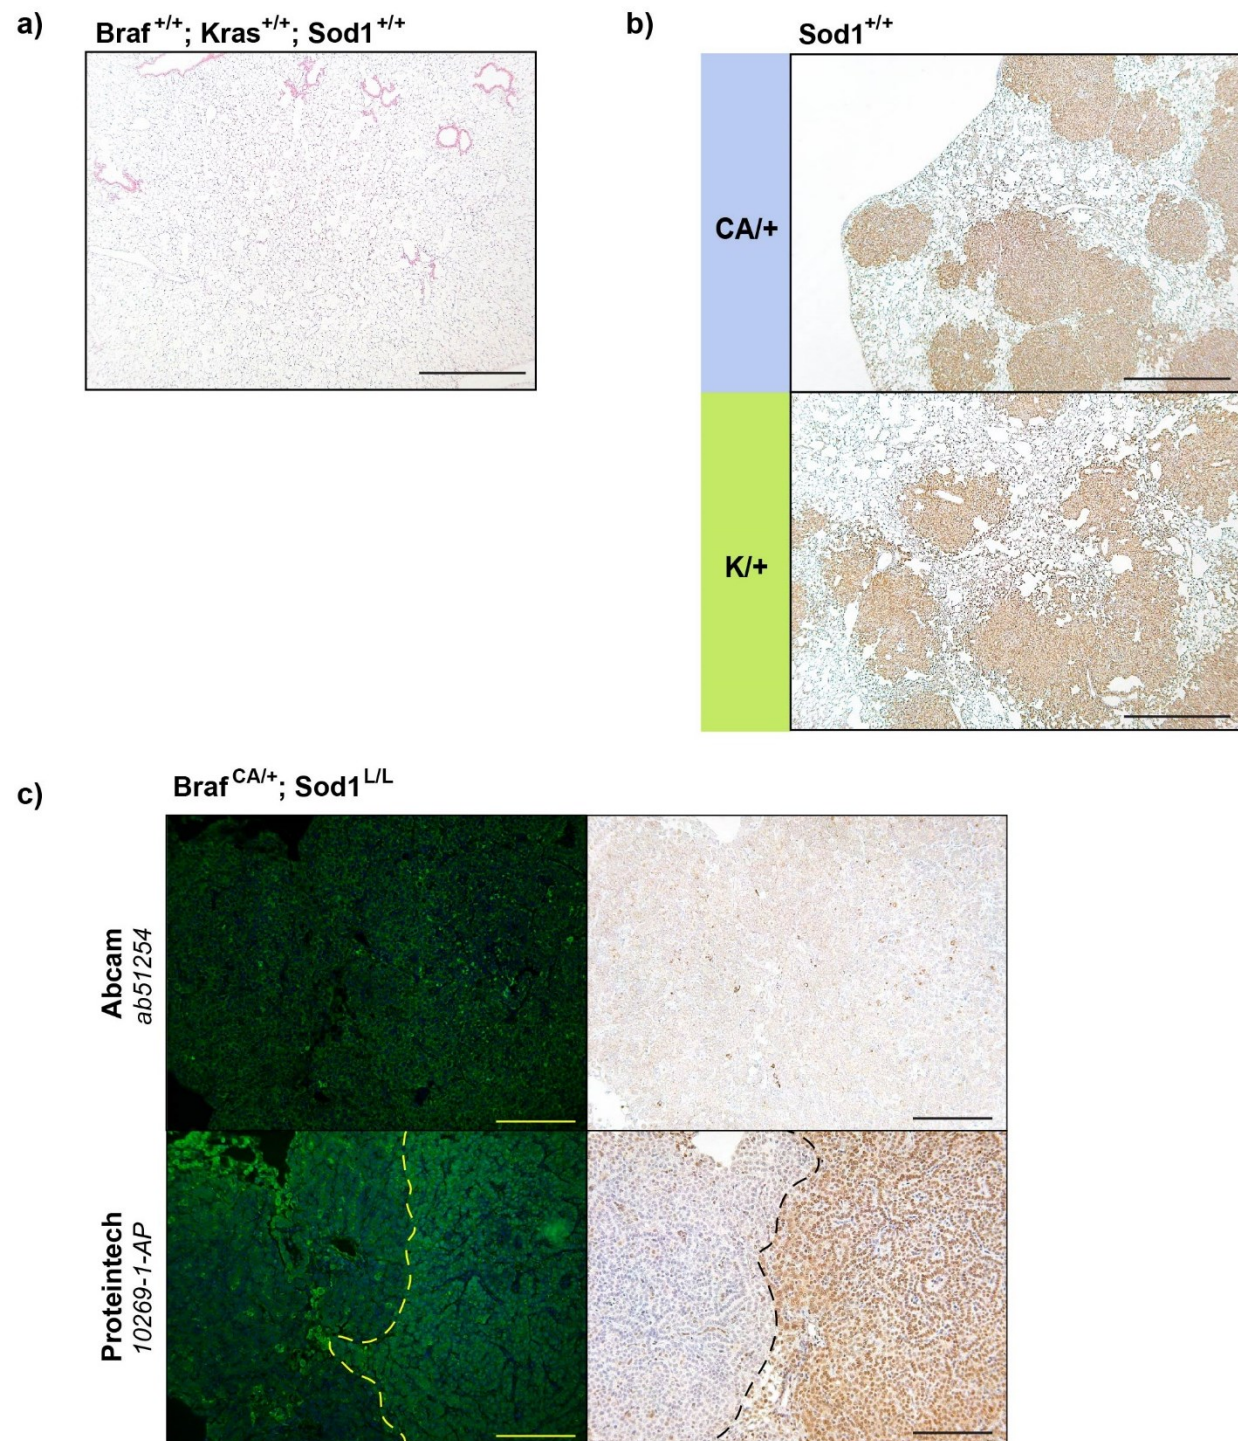 a)
Braf+/+; Kras+/+; Sod1+/+
b)
Sod1+/+
CA/+
K/+
c)
BrafCA/+; Sod1L/L
Abcam
ab51254
Proteintech
10269-1-AP